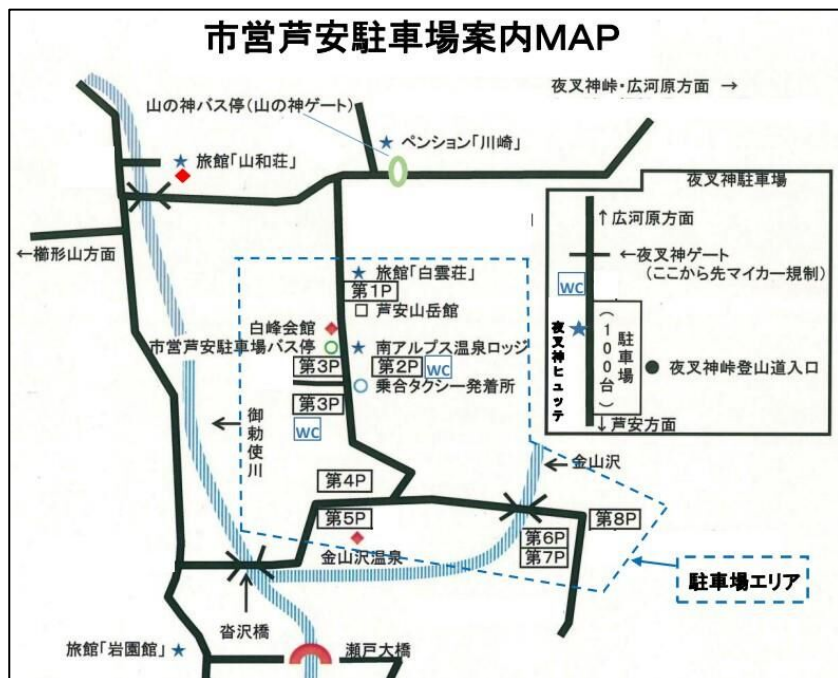 市営芦安駐車場案内MAP
夜叉神峠・広河原方面 →
山の神バス停(山の神ゲート)
ペンション「川崎」
旅館「山和荘」
夜叉神駐車場
↑広河原方面
←夜叉神ゲート
(ここから先マイカー規制)
WC
夜叉神ヒュッテ
駐車場
(100台)
夜叉神峠登山道入口
↓芦安方面
←櫛形山方面
旅館「白雲荘」
第1P
芦安山岳館
白峰会館
市営芦安駐車場バス停
南アルプス温泉ロッジ
第3P
第2P
WC
乗合タクシー発着所
第3P
WC
御勅使川
金山沢
第4P
第5P
第8P
第6P
第7P
金山沢温泉
駐車場エリア
沓沢橋
旅館「岩園館」
瀬戸大橋